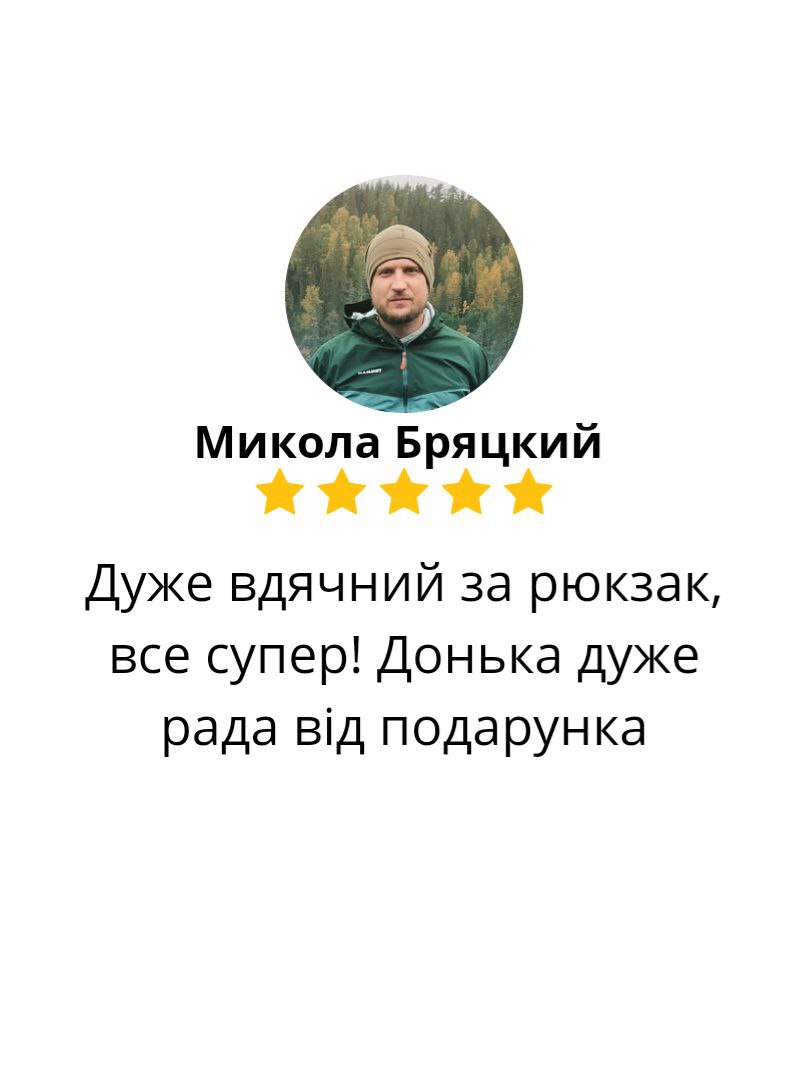 Микола Бряцкий
Дуже вдячний за рюкзак,
все супер! Донька дуже
рада від подарунка